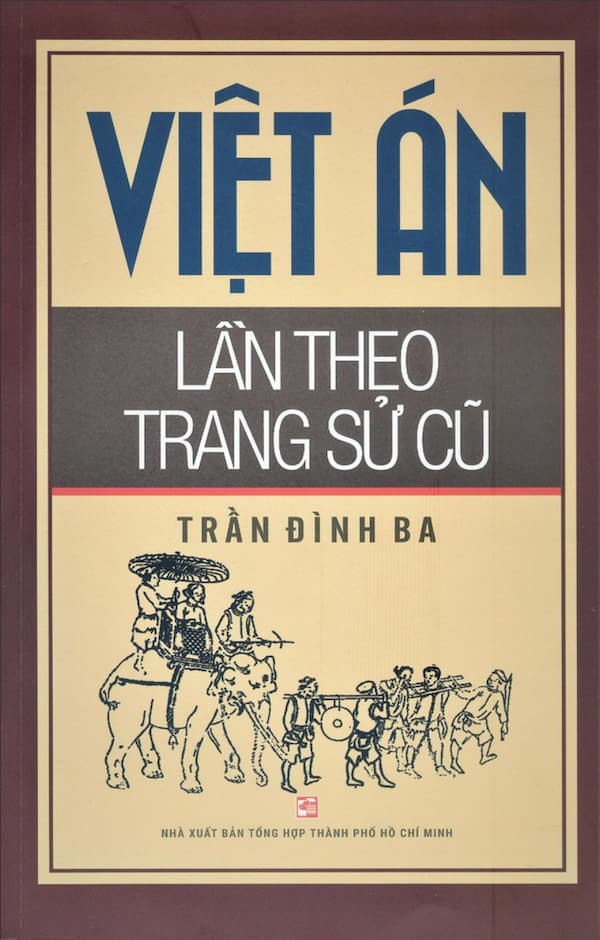 VIỆT ÁN
LẦN THEO
TRANG SỬ CŨ
TRẦN ĐÌNH BA
NHÀ XUẤT BẢN TỔNG HỢP THÀNH PHỐ HỒ CHÍ MINH